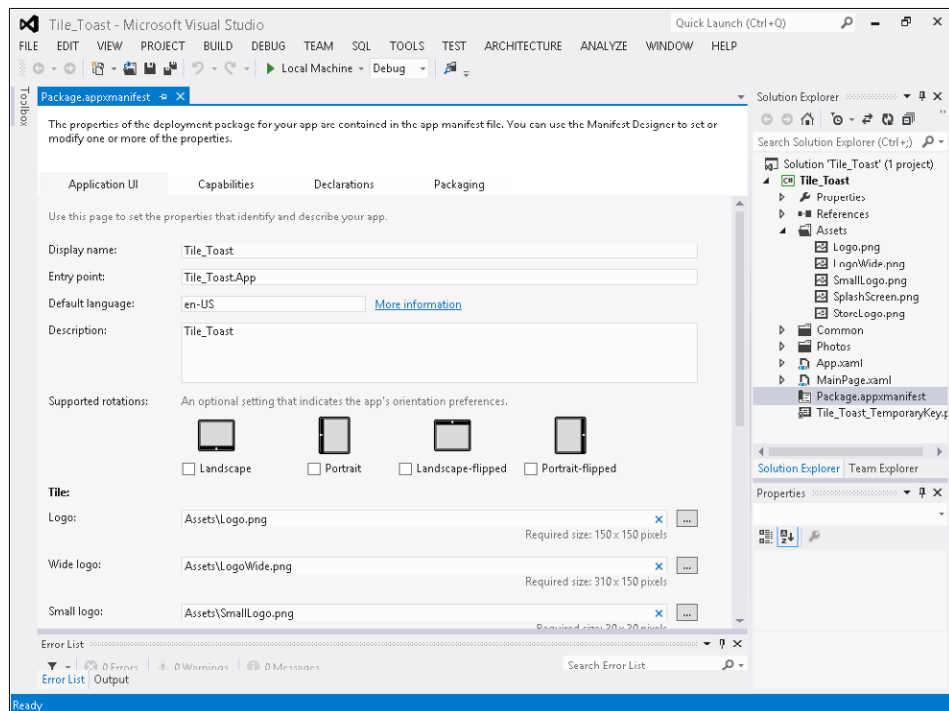 Tile_Toast - Microsoft Visual Studio
Quick Launch (Ctrl+Q)
FILE EDIT VIEW PROJECT BUILD DEBUG TEAM SQL TOOLS TEST ARCHITECTURE ANALYZE WINDOW HELP
Local Machine Debug
Toolbox
Package.appxmanifest
The properties of the deployment package for your app are contained in the app manifest file. You can use the Manifest Designer to set or
modify one or more of the properties.
Application UI Capabilities Declarations Packaging
Use this page to set the properties that identify and describe your app.
Display name: Tile_Toast
Entry point: Tile_Toast.App
Default language: en-US More information
Description: Tile_Toast
Supported rotations: An optional setting that indicates the app's orientation preferences.
Landscape Portrait Landscape-flipped Portrait-flipped
Tile:
Logo: Assets\Logo.png
Required size: 150 x 150 pixels
Wide logo: Assets\LogoWide.png
Required size: 310 x 150 pixels
Small logo: Assets\SmallLogo.png
Required size: 30 x 30 pixels
Error List
0 Errors 0 Warnings 0 Messages Search Error List
Error List Output
Ready
Solution Explorer
Search Solution Explorer (Ctrl+;)
Solution 'Tile_Toast' (1 project)
C# Tile_Toast
Properties
References
Assets
Logo.png
LogoWide.png
SmallLogo.png
SplashScreen.png
StoreLogo.png
Common
Photos
App.xaml
MainPage.xaml
Package.appxmanifest
Tile_Toast_TemporaryKey.p
Solution Explorer Team Explorer
Properties